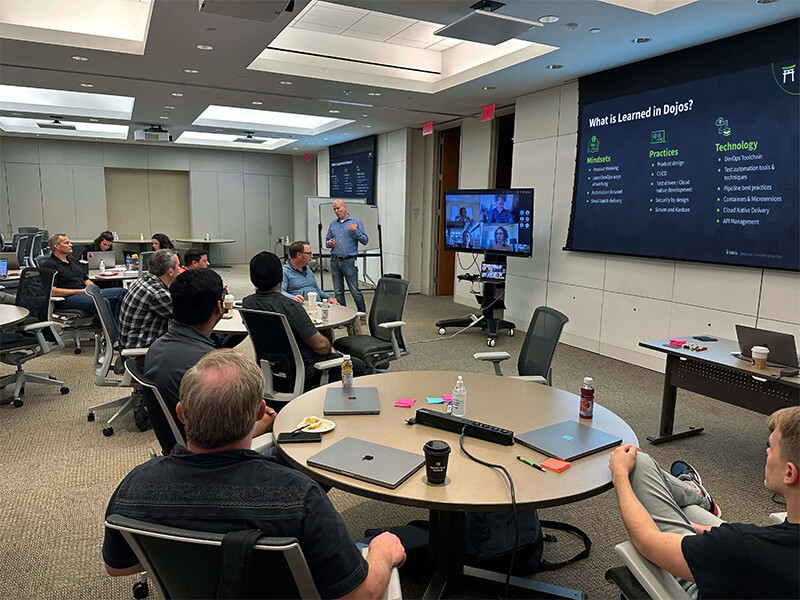 What is Learned in Dojos?
Mindsets
Product thinking
Lean/DevOps ways
of working
Automation focused
Small batch delivery
Practices
Product design
CI/CD
Test driven / Cloud
native development
Security by design
Scrum and Kanban
Technology
DevOps Toolchain
Test automation tools &
techniques
Pipeline best practices
Containers & Microservices
Cloud Native Delivery
API Management
EXIT